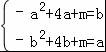 - a²+4a+m=b
- b²+4b+m=a